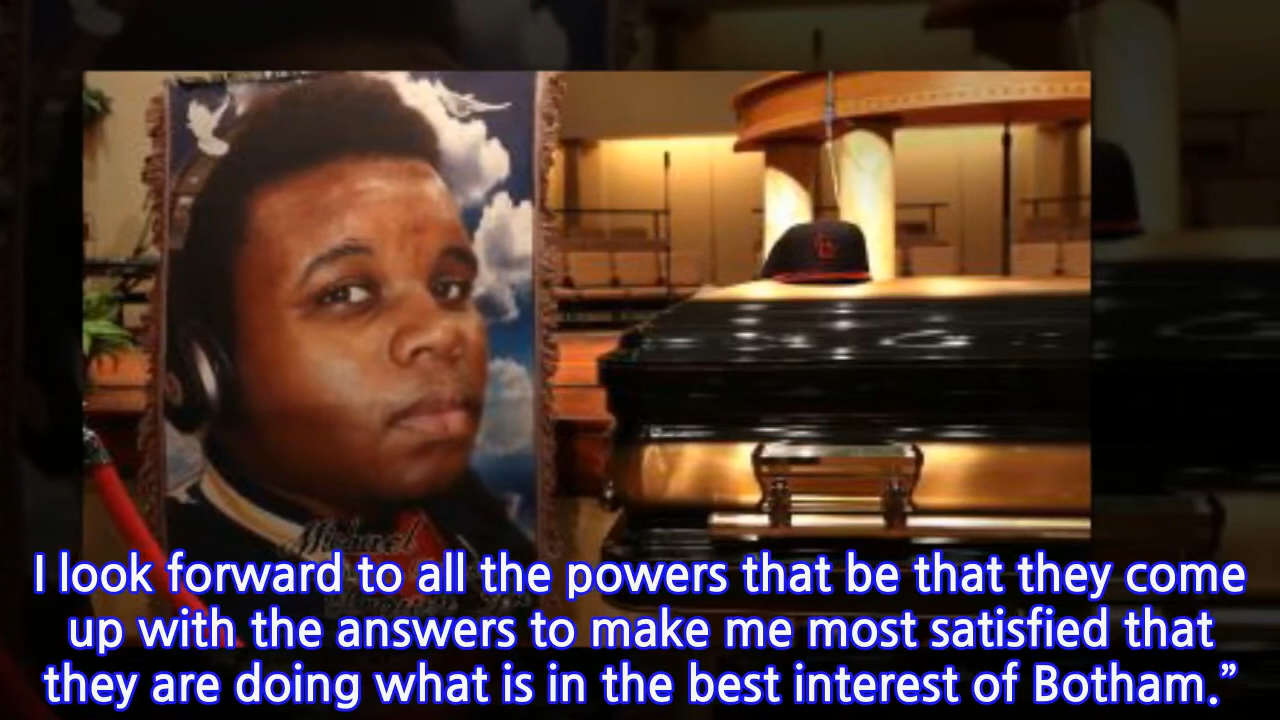 Michael
I look forward to all the powers that be that they come
up with the answers to make me most satisfied that
they are doing what is in the best interest of Botham.”